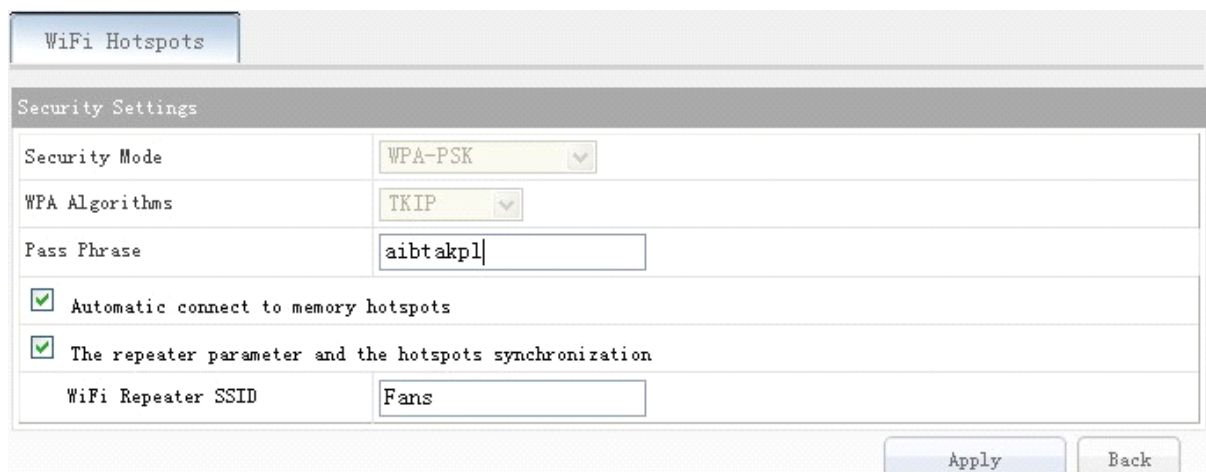 WiFi Hotspots
Security Settings
Security Mode WPA-PSK
WPA Algorithms TKIP
Pass Phrase aibtakpl
Automatic connect to memory hotspots
The repeater parameter and the hotspots synchronization
WiFi Repeater SSID Fans
Apply Back